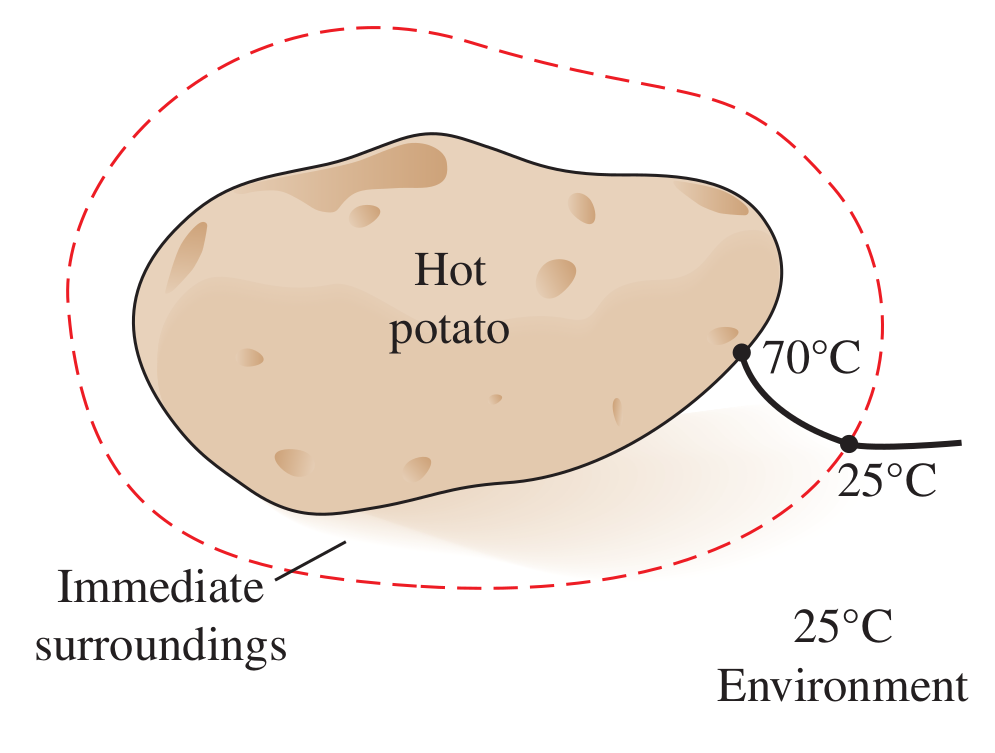 Hot
potato
70°C
25°C
Immediate
surroundings
25°C
Environment